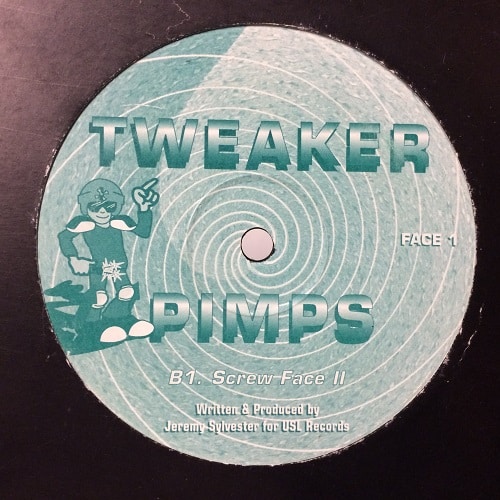 TWEAKER
FACE 1
PIMPS
B1. Screw Face II
Written & Produced by
Jeremy Sylvester for USL Records